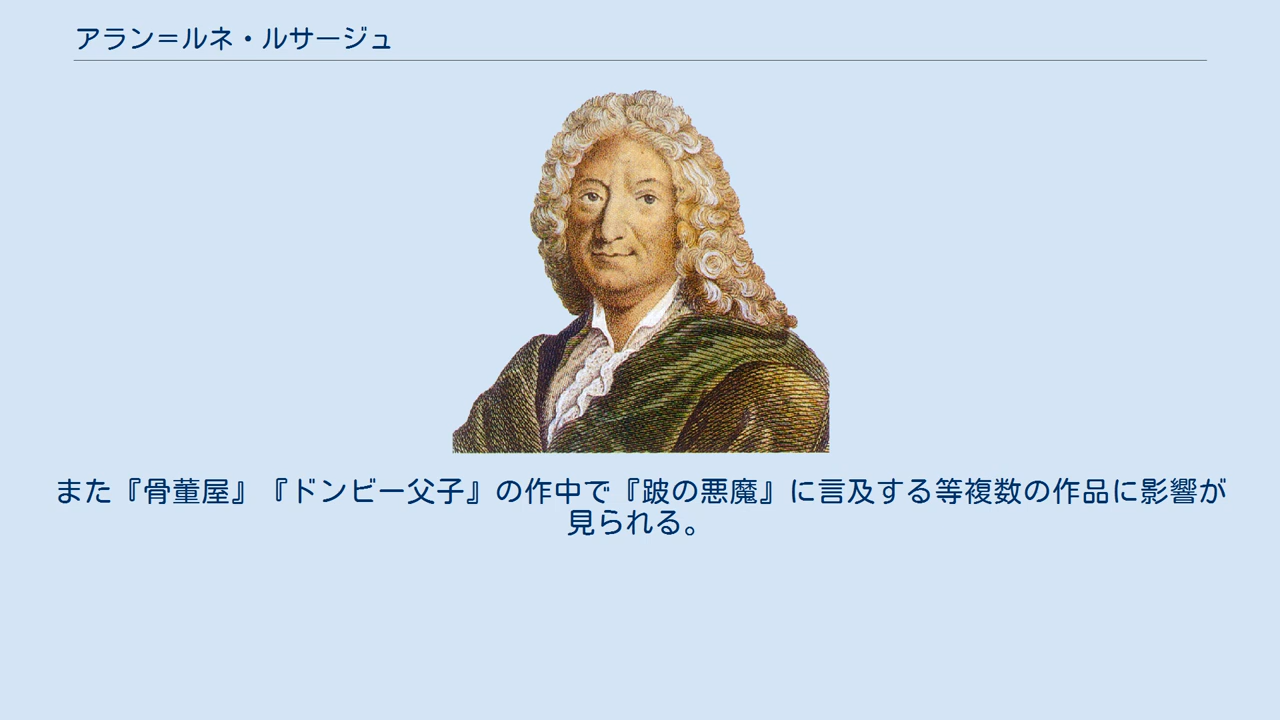 アラン＝ルネ・ルサージュ
また『骨董屋』『ドンビー父子』の作中で『跛の悪魔』に言及する等複数の作品に影響が
見られる。